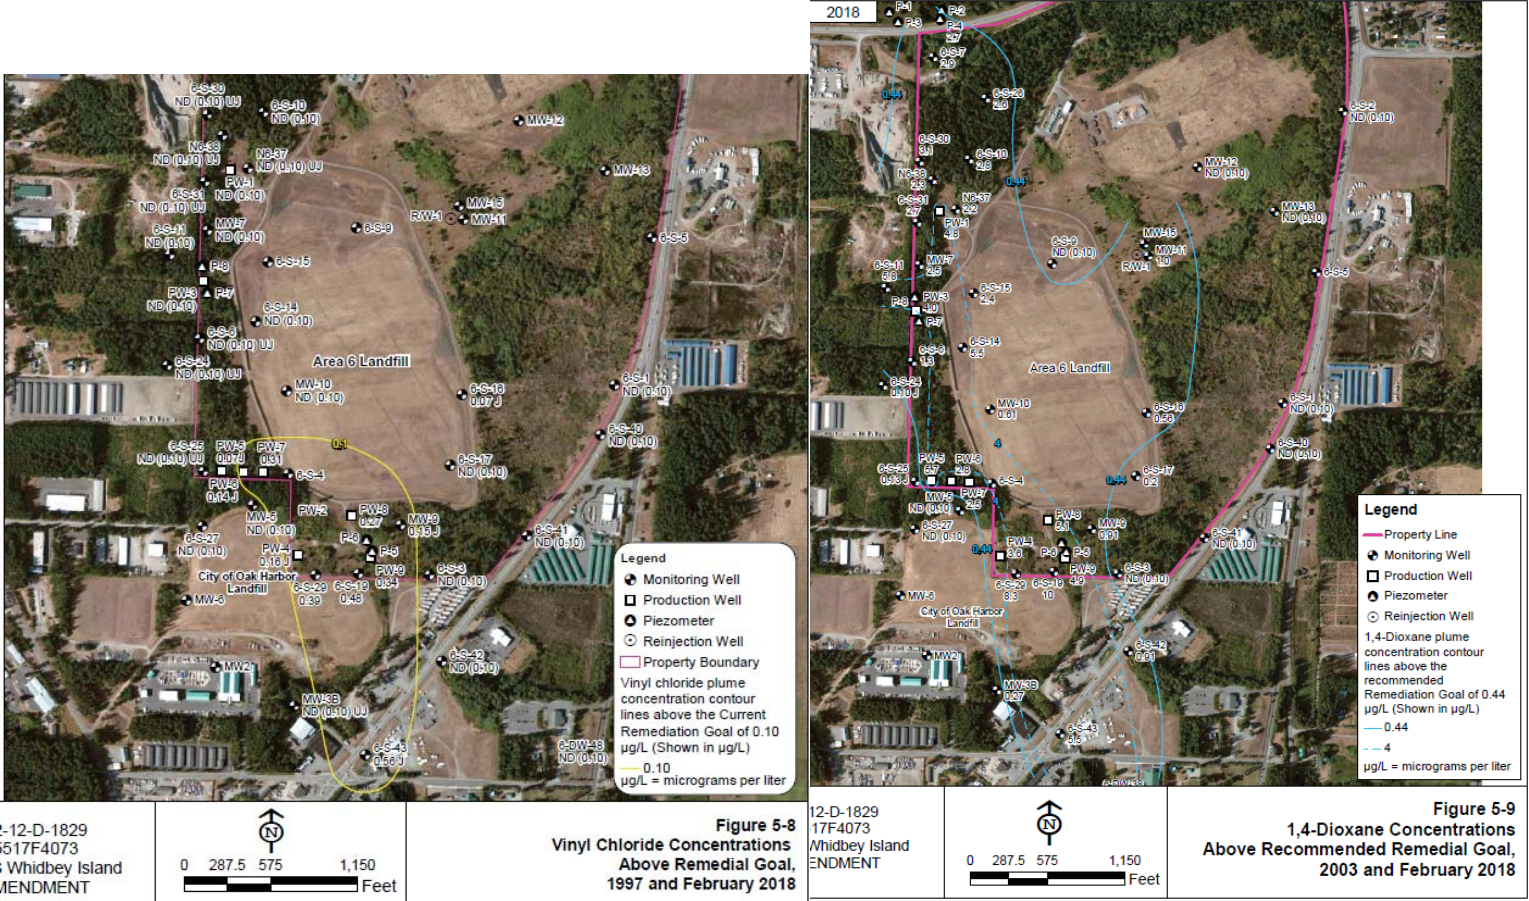 6-S-30
ND (0.10) UJ
6-S-10
ND (0.10)
MW-12
N6-38
ND (0.10) UJ
N6-37
ND (0.10) UJ
MW-13
PW-1
ND (0.10)
6-S-31
ND (0.10) UJ
MW-15
R/W-1
MW-11
MW-7
ND (0.10)
6-S-11
ND (0.10)
6-S-9
6-S-5
P-8
6-S-15
PW-3
ND (0.10)
P-7
6-S-14
ND (0.10)
6-S-6
ND (0.10) UJ
6-S-24
ND (0.10) UJ
Area 6 Landfill
MW-10
ND (0.10)
6-S-16
0.07 J
6-S-1
ND (0.10)
6-S-40
ND (0.10)
0.1
6-S-25
ND (0.10) UJ
PW-5
0.07J
PW-7
0.31
6-S-17
ND (0.10)
6-S-4
PW-6
0.14 J
MW-5
ND (0.10)
PW-2
PW-8
0.27
MW-9
0.15 J
6-S-27
ND (0.10)
6-S-41
ND (0.10)
P-6
P-5
PW-4
0.16 J
PW-9
0.34
City of Oak Harbor
Landfill
6-S-29
0.39
6-S-19
0.48
6-S-3
ND (0.10)
MW-6
MW2
6-S-42
ND (0.10)
MW-3B
ND (0.10) UJ
6-S-43
0.56 J
6-DW-48
ND (0.10)
Legend
Monitoring Well
Production Well
Piezometer
Reinjection Well
Property Boundary
Vinyl chloride plume
concentration contour
lines above the Current
Remediation Goal of 0.10
µg/L (Shown in µg/L)
0.10
µg/L = micrograms per liter
2-12-D-1829
5517F4073
S Whidbey Island
MENDMENT
N
0 287.5 575 1,150
Feet
Figure 5-8
Vinyl Chloride Concentrations
Above Remedial Goal,
1997 and February 2018
2018
P-1
P-3
P-2
P-4
2.7
6-S-7
2.9
0.44
6-S-26
2.6
6-S-2
ND (0.10)
6-S-30
3.1
6-S-10
2.8
MW-12
ND (0.10)
N6-38
2.3
0.44
6-S-31
2.7
N6-37
2.2
PW-1
4.8
MW-13
ND (0.10)
MW-15
6-S-9
ND (0.10)
MW-11
1.0
R/W-1
6-S-11
5.8
MW-7
2.5
6-S-5
6-S-15
2.4
P-8
PW-3
4.0
P-7
6-S-14
5.5
6-S-6
1.3
Area 6 Landfill
6-S-24
0.10 J
MW-10
0.61
6-S-16
0.56
6-S-1
ND (0.10)
4
6-S-40
ND (0.10)
PW-5
5.7
PW-6
2.8
6-S-25
0.13 J
6-S-4
0.44
6-S-17
0.2
MW-5
ND (0.10)
PW-7
2.5
4
6-S-27
ND (0.10)
PW-8
5.1
MW-9
0.91
6-S-41
ND (0.10)
0.44
PW-4
3.6
P-6
P-5
PW-9
4.9
6-S-29
8.3
6-S-19
10
6-S-3
ND (0.10)
MW-6
City of Oak Harbor
Landfill
MW2
6-S-42
0.91
MW-3B
0.27
6-S-43
5.5
Legend
Property Line
Monitoring Well
Production Well
Piezometer
Reinjection Well
1,4-Dioxane plume
concentration contour
lines above the
recommended
Remediation Goal of 0.44
µg/L (Shown in µg/L)
0.44
4
µg/L = micrograms per liter
12-D-1829
17F4073
Whidbey Island
ENDMENT
N
0 287.5 575 1,150
Feet
Figure 5-9
1,4-Dioxane Concentrations
Above Recommended Remedial Goal,
2003 and February 2018